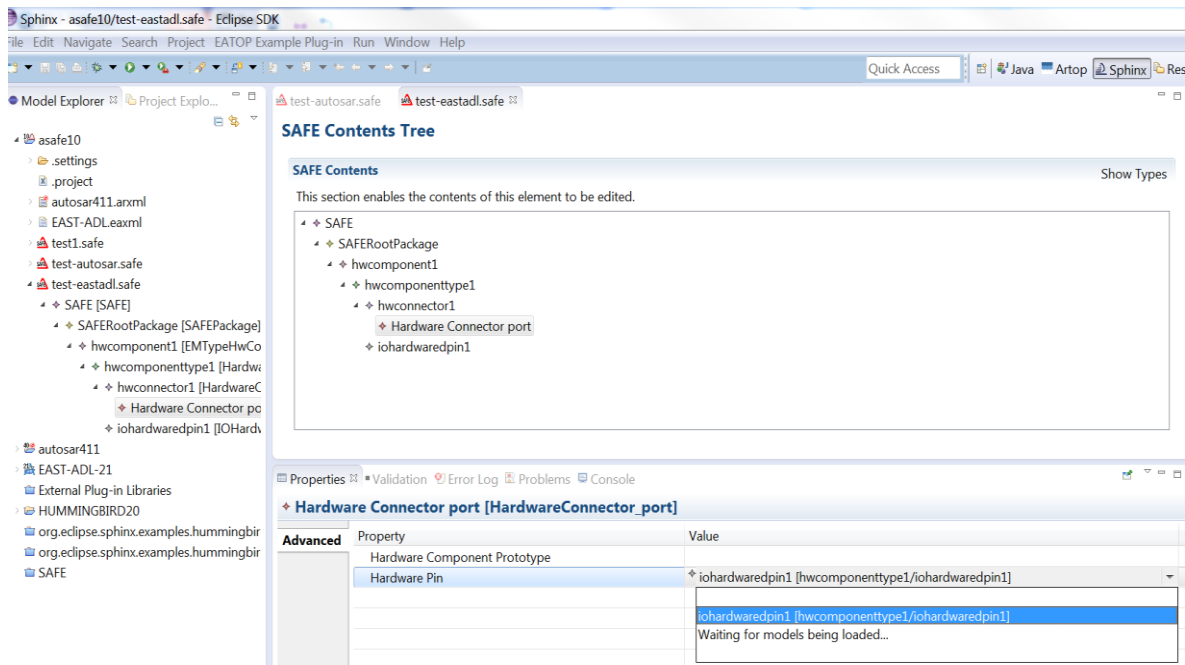 Sphinx - asafe10/test-eastadl.safe - Eclipse SDK
File Edit Navigate Search Project EATOP Example Plug-in Run Window Help
Quick Access
Java Artop Sphinx Res
Model Explorer Project Explo...
asafe10
.settings
.project
autosar411.arxml
EAST-ADL.eaxml
test1.safe
test-autosar.safe
test-eastadl.safe
SAFE [SAFE]
SAFERootPackage [SAFEPackage]
hwcomponent1 [EMTypeHwCo
hwcomponenttype1 [Hardwa
hwconnector1 [HardwareC
Hardware Connector po
iohardwaredpin1 [IOHardw
autosar411
EAST-ADL-21
External Plug-in Libraries
HUMMINGBIRD20
org.eclipse.sphinx.examples.hummingbir
org.eclipse.sphinx.examples.hummingbir
SAFE
test-autosar.safe test-eastadl.safe
SAFE Contents Tree
SAFE Contents
Show Types
This section enables the contents of this element to be edited.
SAFE
SAFERootPackage
hwcomponent1
hwcomponenttype1
hwconnector1
Hardware Connector port
iohardwaredpin1
Properties Validation Error Log Problems Console
Hardware Connector port [HardwareConnector_port]
Advanced
Property Value
Hardware Component Prototype
Hardware Pin iohardwaredpin1 [hwcomponenttype1/iohardwaredpin1]
iohardwaredpin1 [hwcomponenttype1/iohardwaredpin1]
Waiting for models being loaded...